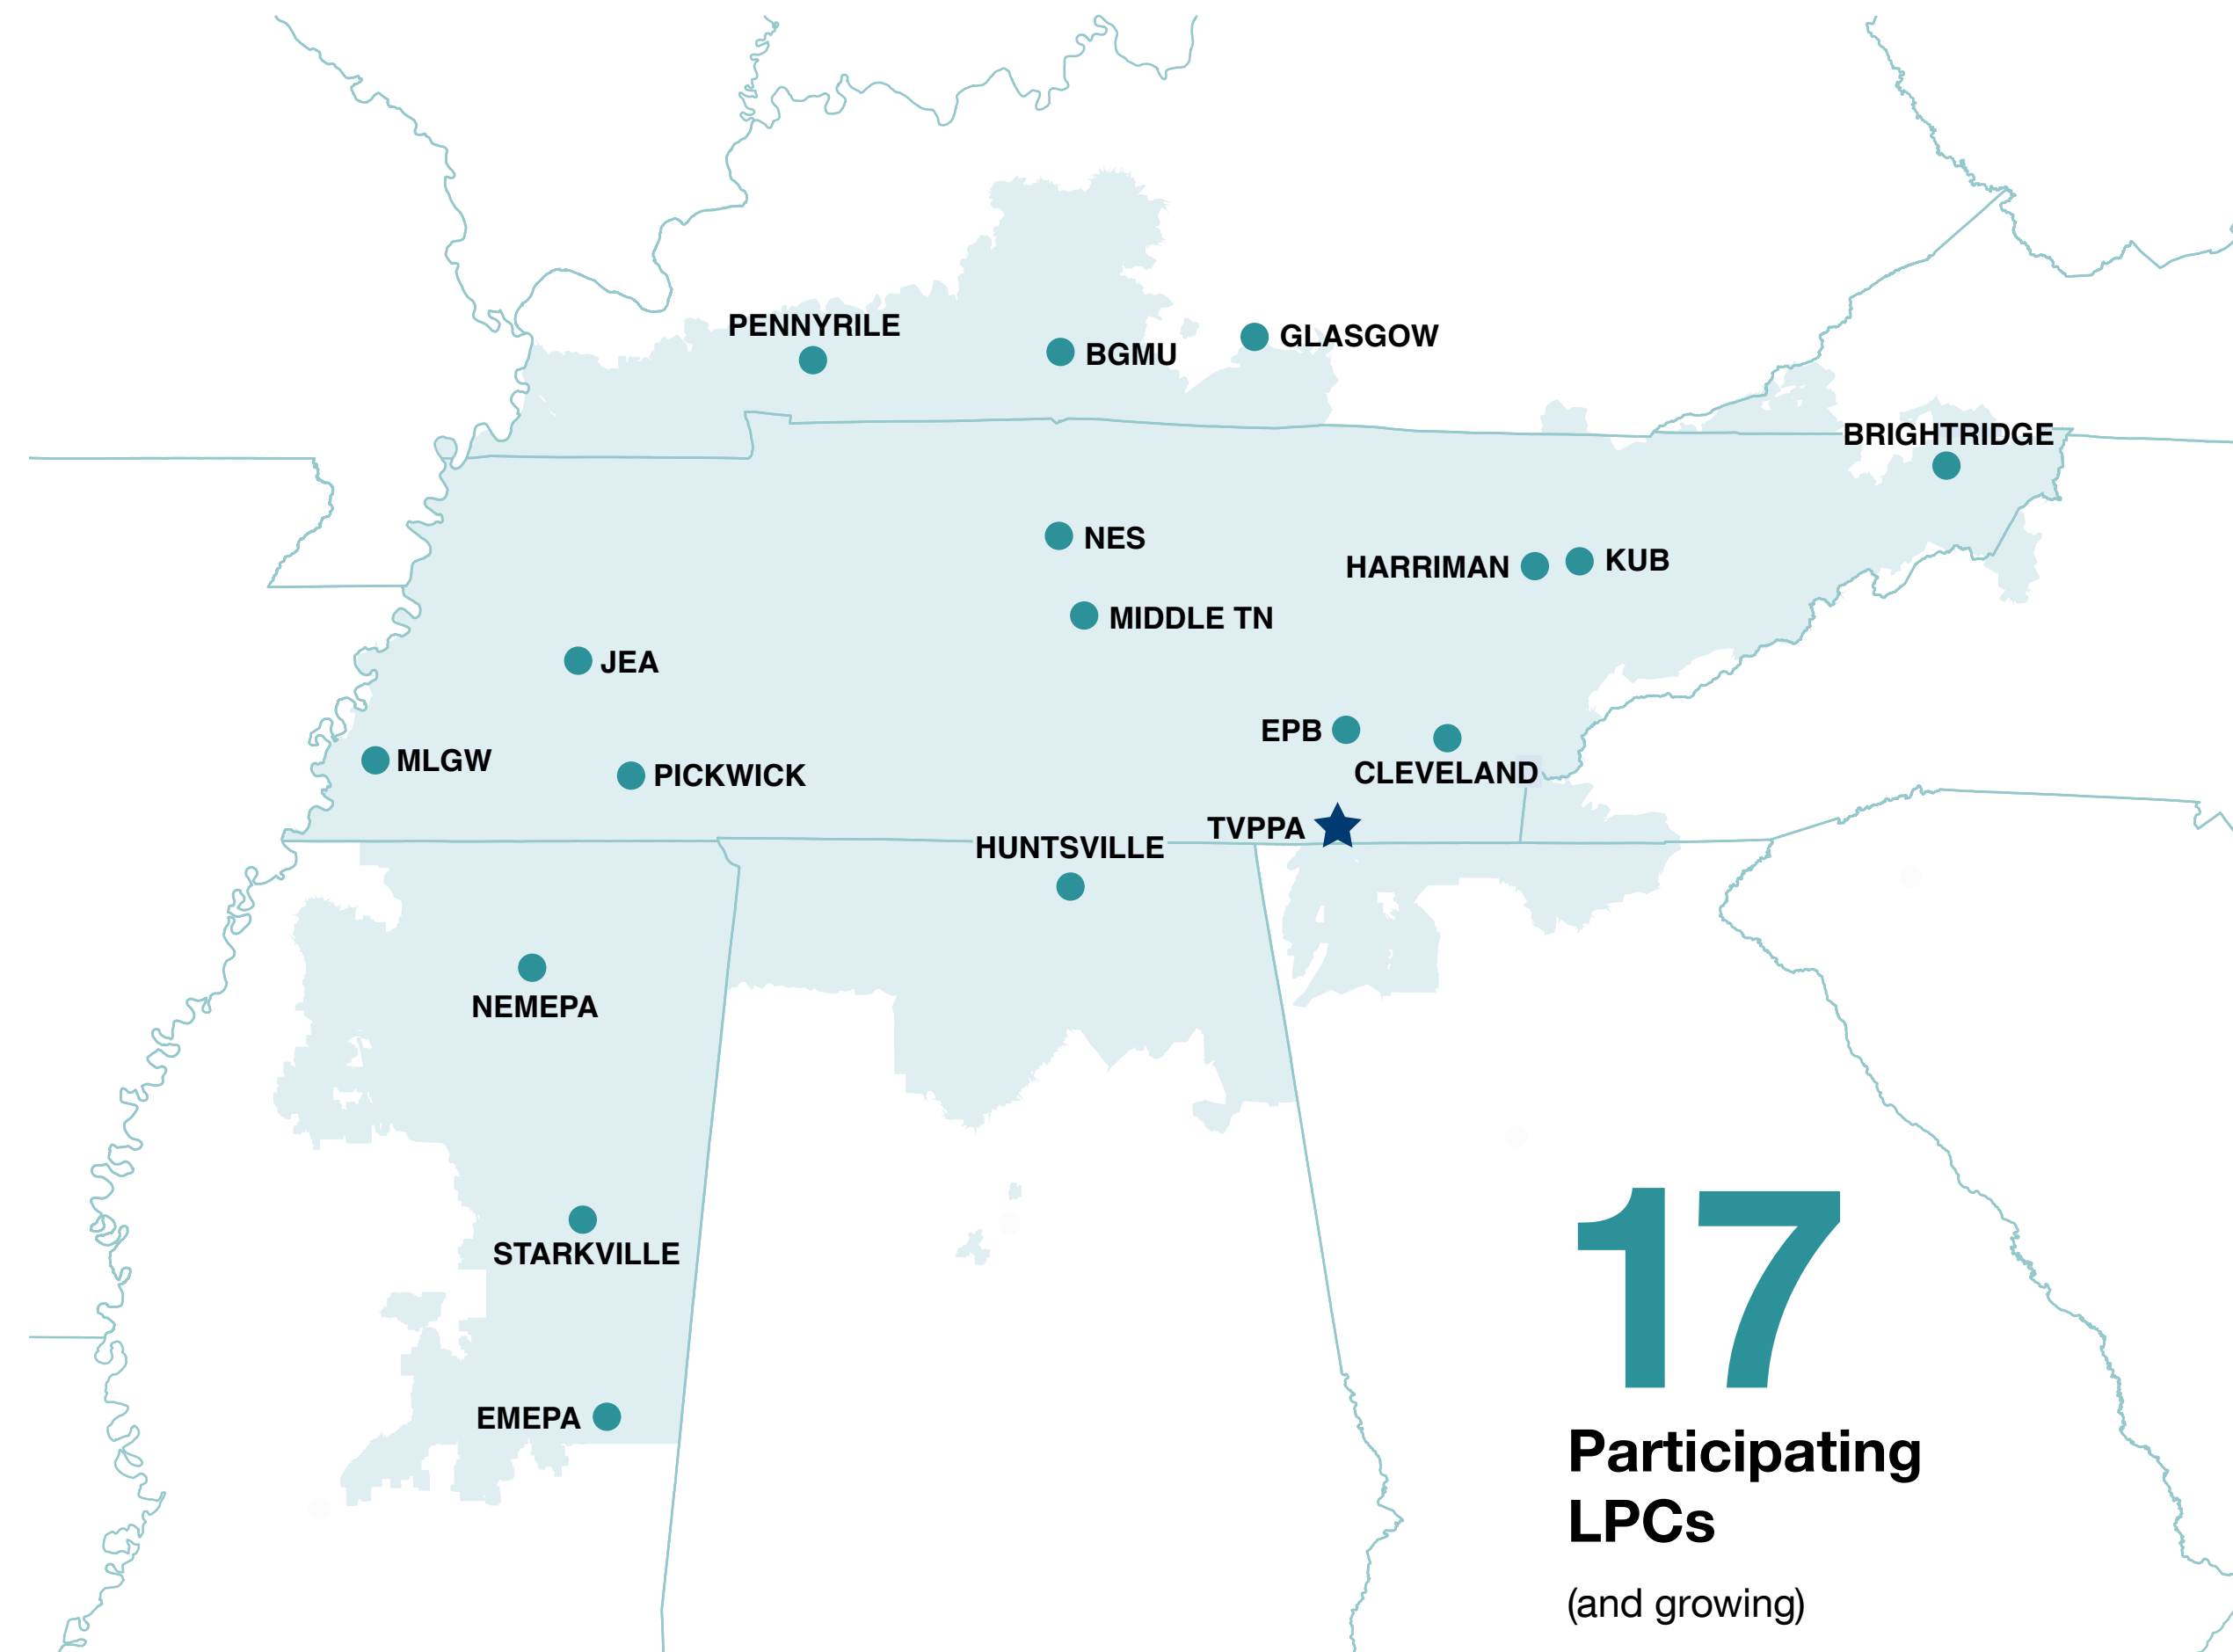 PENNYRILE
BGMU
GLASGOW
BRIGHTRIDGE
NES
HARRIMAN
KUB
MIDDLE TN
JEA
EPB
CLEVELAND
MLGW
PICKWICK
TVPPA
HUNTSVILLE
NEMEPA
STARKVILLE
EMEPA
17
Participating
LPCs
(and growing)